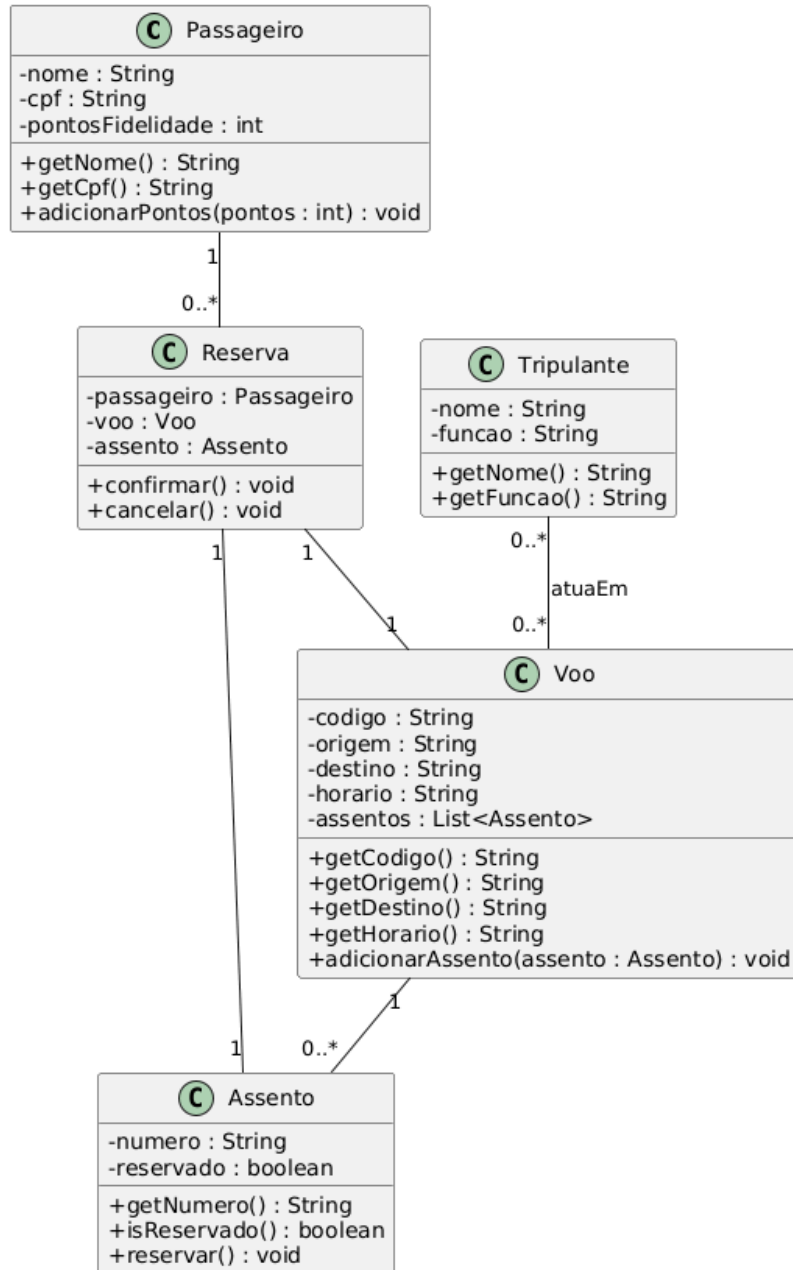 C Passageiro
-nome : String
-cpf : String
-pontosFidelidade : int
+getNome() : String
+getCpf() : String
+adicionarPontos(pontos : int) : void
1
0..*
C Reserva
-passageiro : Passageiro
-voo : Voo
-assento : Assento
+confirmar() : void
+cancelar() : void
C Tripulante
-nome : String
-funcao : String
+getNome() : String
+getFuncao() : String
1
1
0..*
atuaEm
1
0..*
C Voo
-codigo : String
-origem : String
-destino : String
-horario : String
-assentos : List<Assento>
+getCodigo() : String
+getOrigem() : String
+getDestino() : String
+getHorario() : String
+adicionarAssento(assento : Assento) : void
1
1
0..*
C Assento
-numero : String
-reservado : boolean
+getNumero() : String
+isReservado() : boolean
+reservar() : void